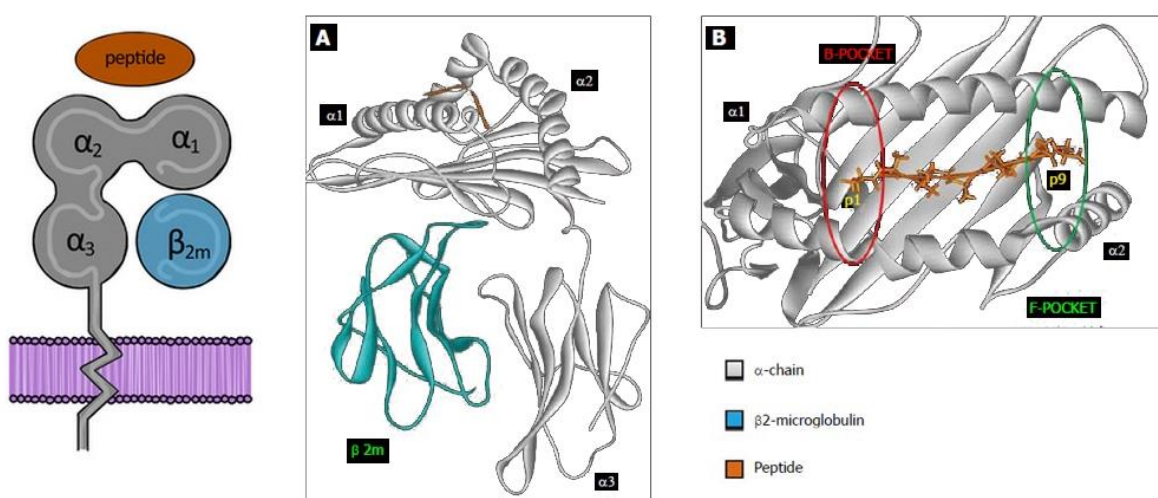 peptide
α2
α1
α3
β2m
A
α1
α2
β 2m
α3
B
B-POCKET
α1
p1
p9
α2
F-POCKET
α-chain
β2-microglobulin
Peptide